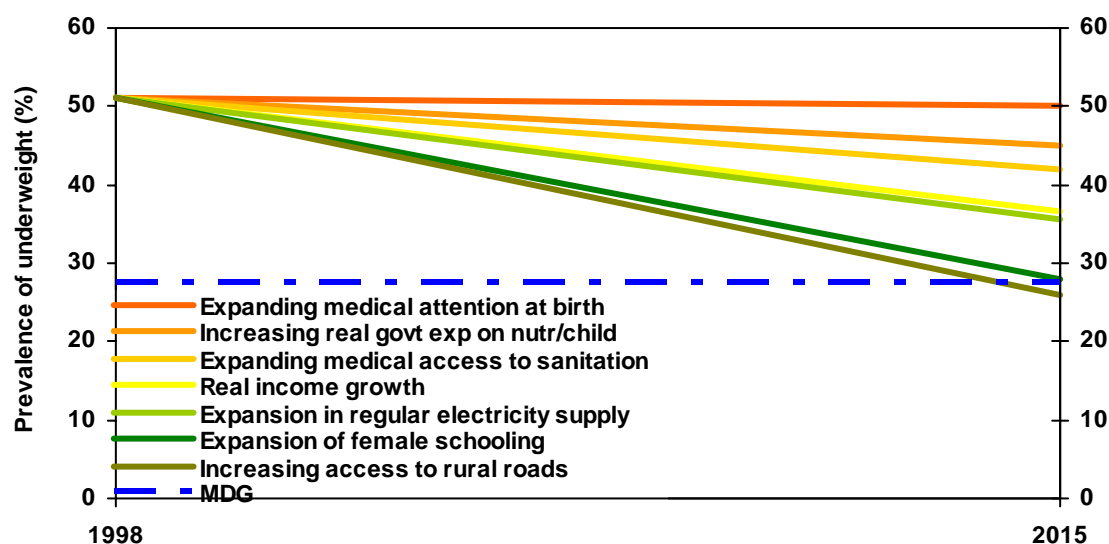 60
50
40
30
20
10
0
Prevalence of underweight (%)
60
50
40
30
20
10
0
Expanding medical attention at birth
Increasing real govt exp on nutr/child
Expanding medical access to sanitation
Real income growth
Expansion in regular electricity supply
Expansion of female schooling
Increasing access to rural roads
MDG
1998
2015